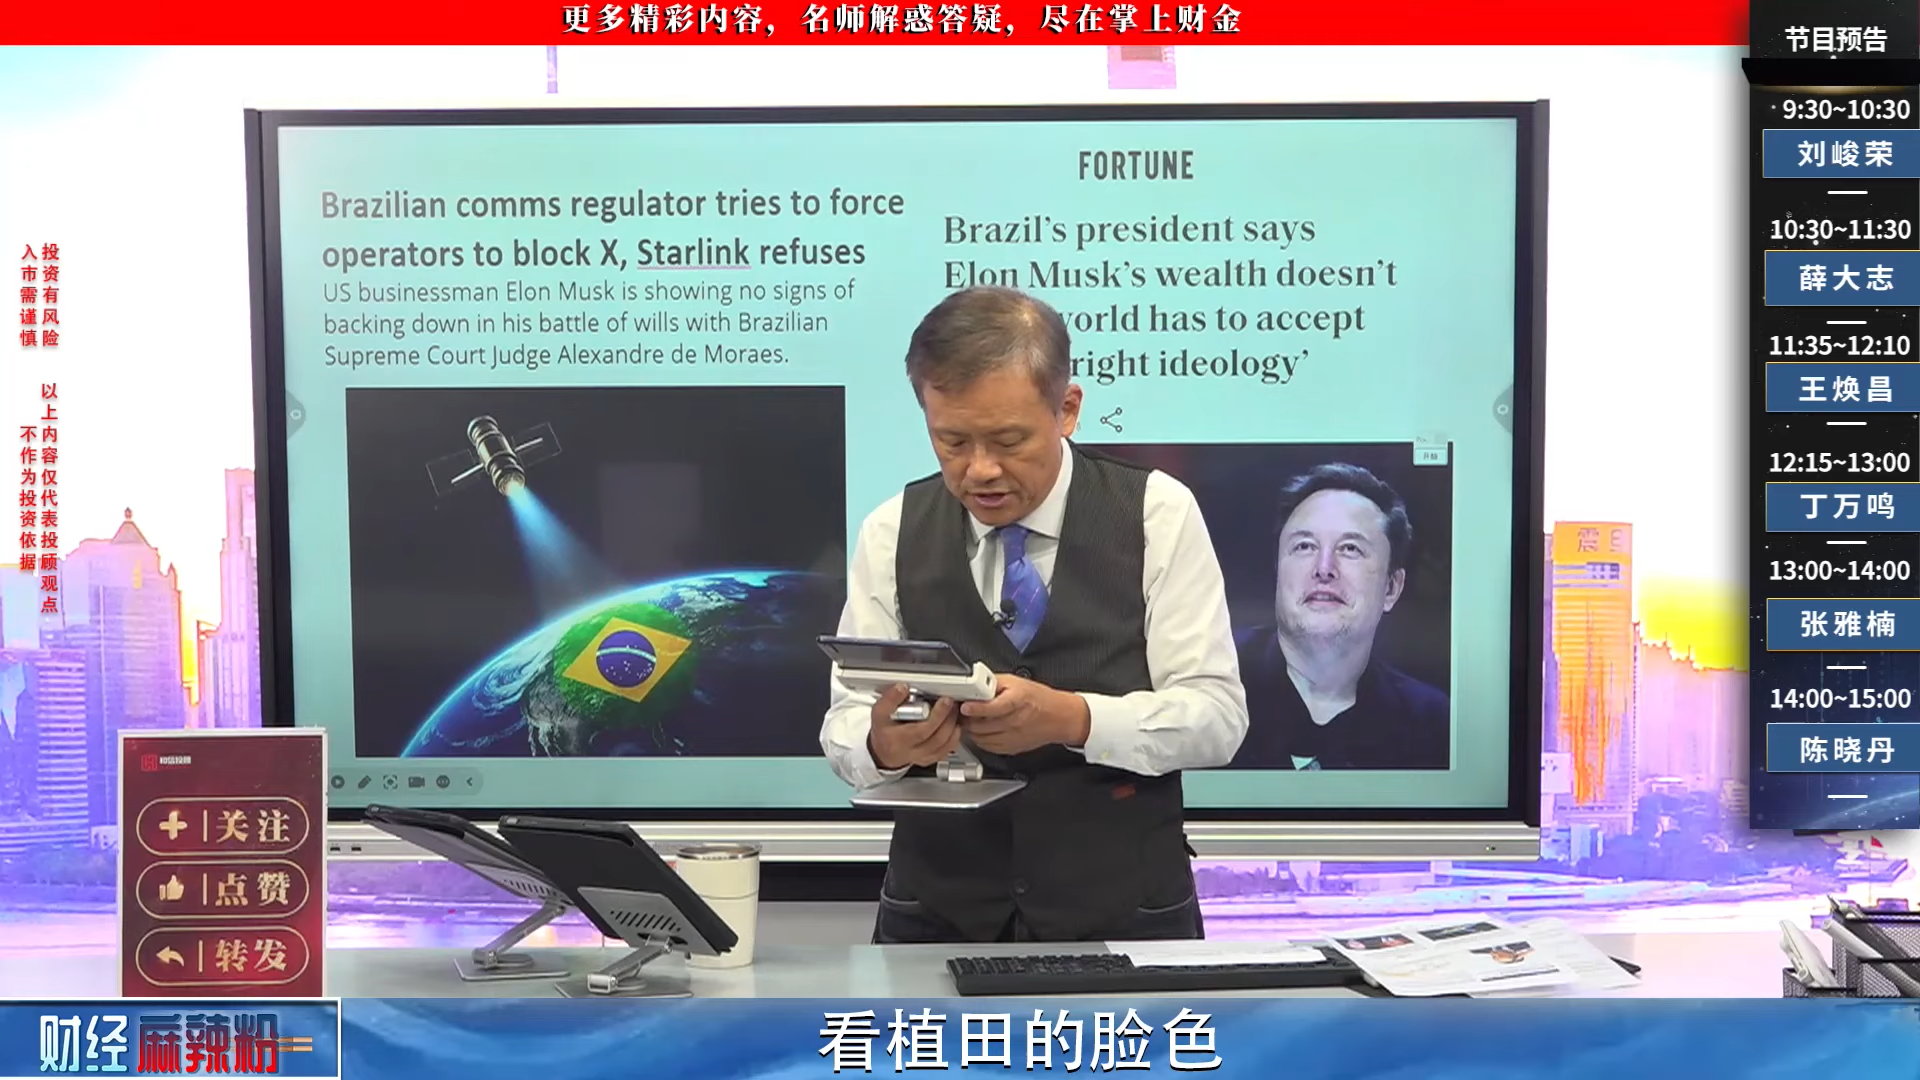 更多精彩内容，名师解惑答疑，尽在掌上财金
节目预告
9:30~10:30
刘峻荣
10:30~11:30
薛大志
11:35~12:10
王焕昌
12:15~13:00
丁万鸣
13:00~14:00
张雅楠
14:00~15:00
陈晓丹
投资有风险
入市需谨慎
以上内容仅代表投顾观点
不作为投资依据
Brazilian comms regulator tries to force
operators to block X, Starlink refuses
US businessman Elon Musk is showing no signs of
backing down in his battle of wills with Brazilian
Supreme Court Judge Alexandre de Moraes.
FORTUNE
Brazil’s president says
Elon Musk’s wealth doesn’t
world has to accept
right ideology’
开始
震旦
和信投顾
关注
点赞
转发
财经麻辣粉
看植田的脸色